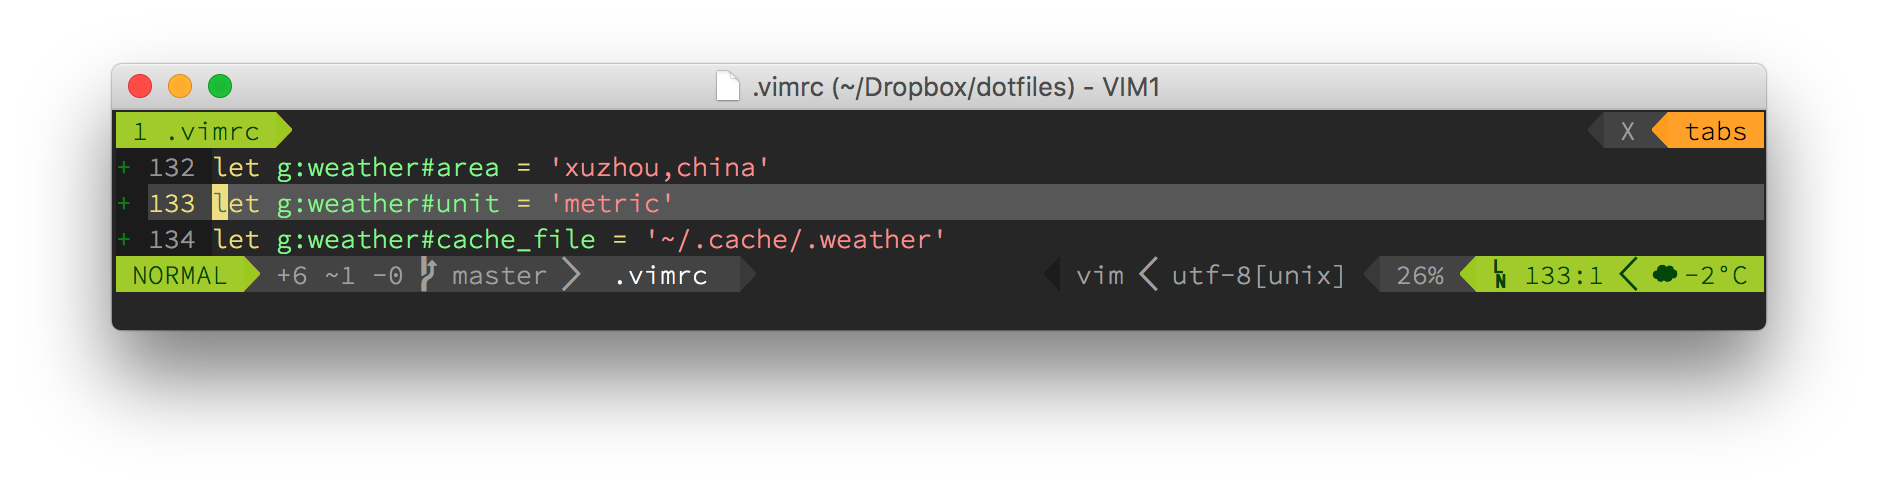 .vimrc (~/Dropbox/dotfiles) - VIM1
1 .vimrc X tabs
+ 132 let g:weather#area = 'xuzhou,china'
+ 133 let g:weather#unit = 'metric'
+ 134 let g:weather#cache_file = '~/.cache/.weather'
NORMAL +6 ~1 -0 master .vimrc vim utf-8[unix] 26% LN 133:1 -2°C